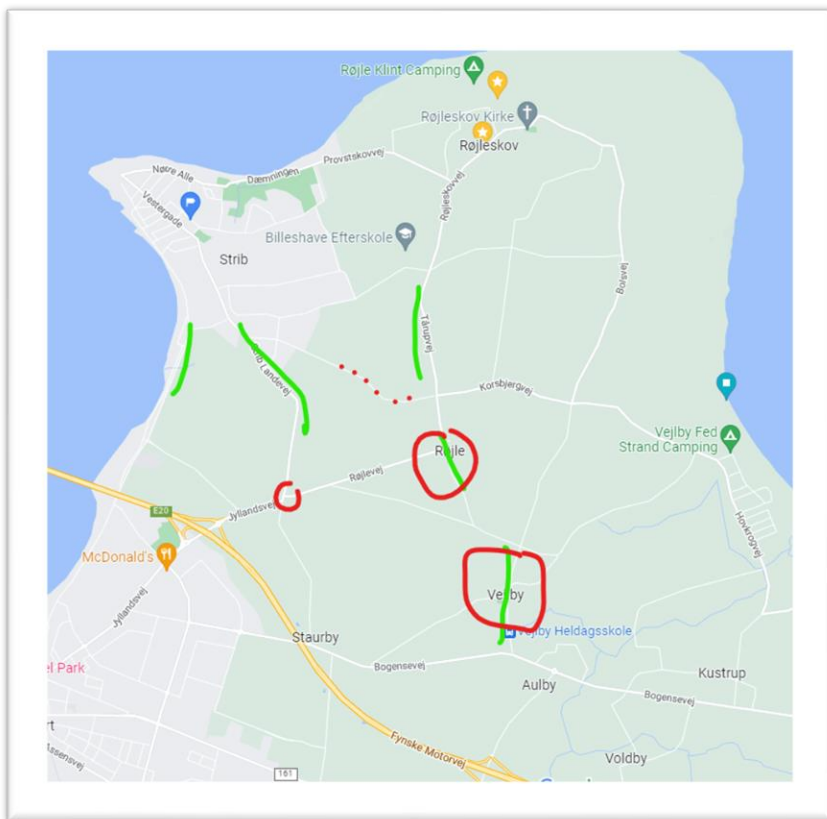 Røjle Klint Camping
Røjleskov Kirke
Røjleskov
Provstskovvej
Nørre Alle
Dæmningen
Vestergade
Røjleskovvej
Billeshave Efterskole
Strib
Bolsvej
Tårupvej
Landevej
Korsbjergvej
Vejlby Fed
Strand Camping
Røjle
Røjlevej
E20
Jyllandsvej
Hovkrogvej
McDonald's
Jyllandsvej
Vejlby Heldagsskole
Staurby
Bogensevej
Aulby
Kustrup
Bogensevej
el Park
rt
Assensvej
Fynske Motorvej
Voldby
161